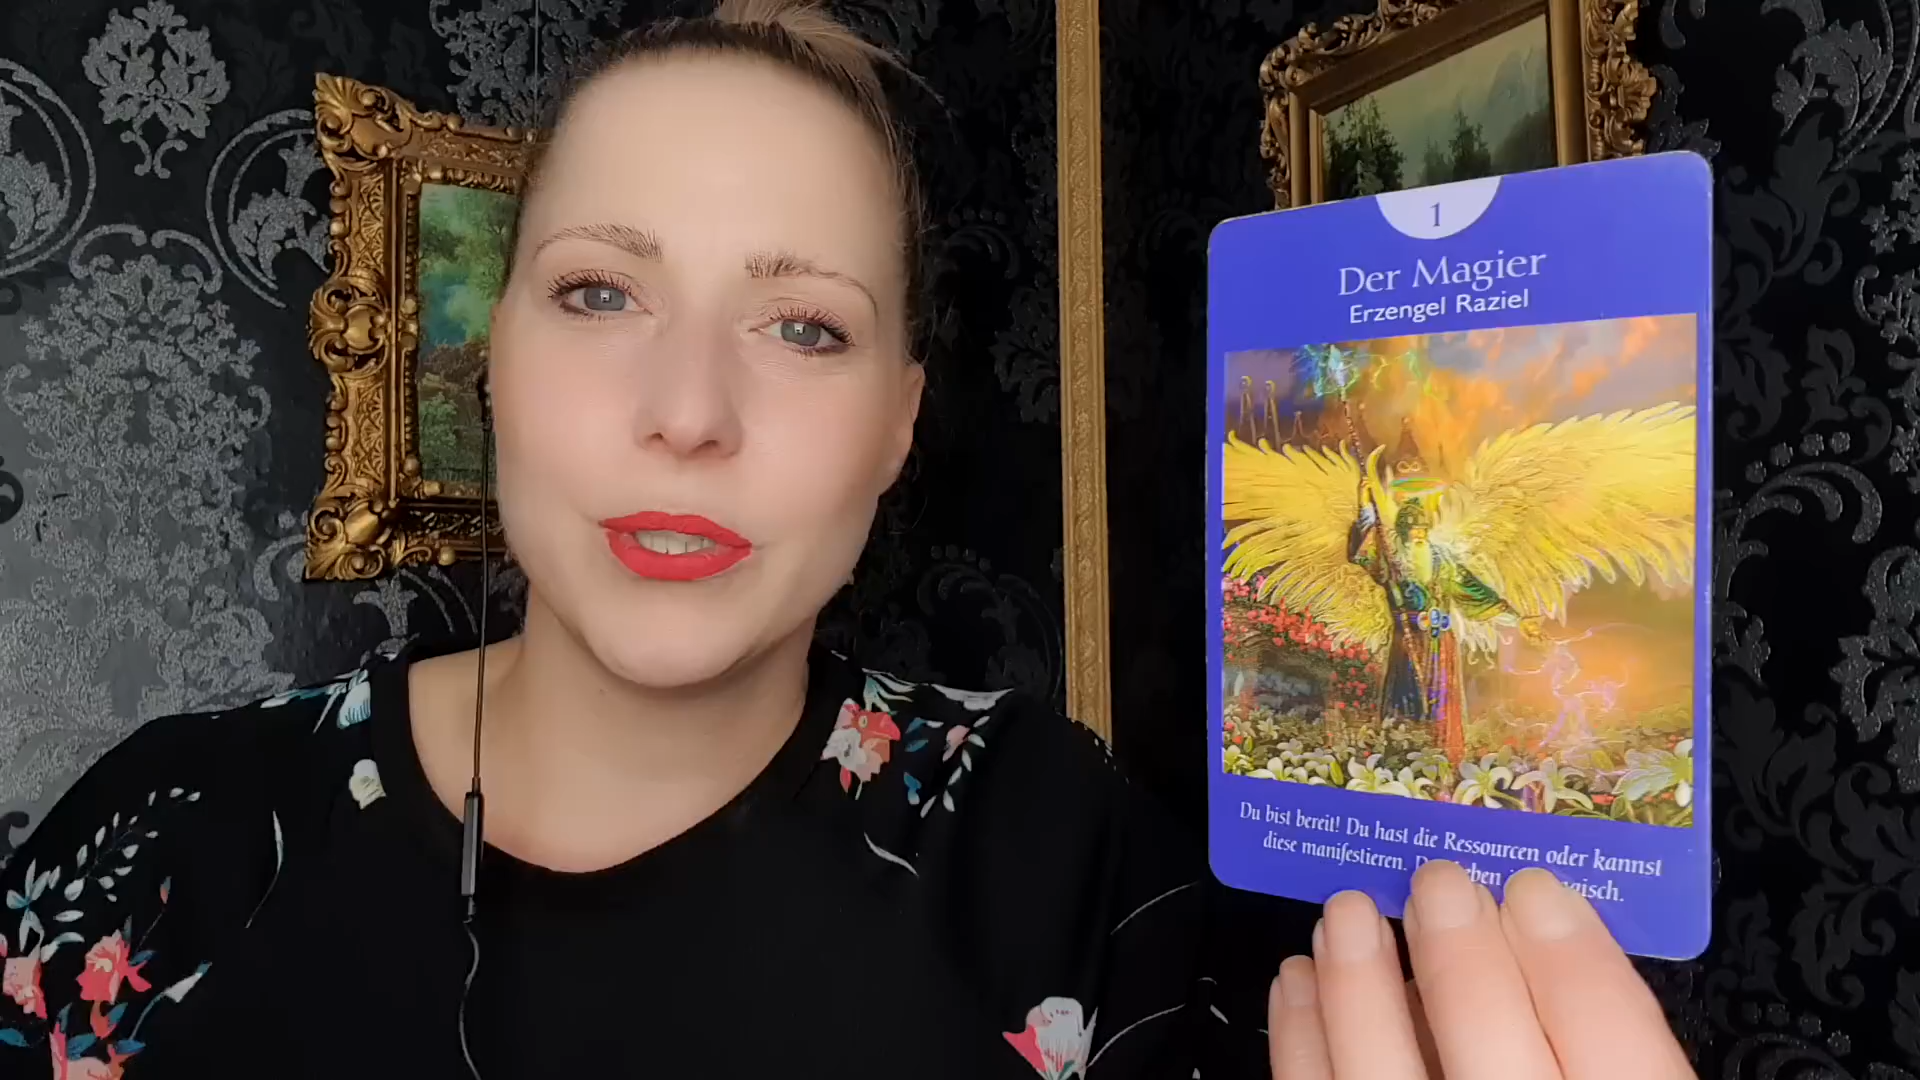 1
Der Magier
Erzengel Raziel
Du bist bereit! Du hast die Ressourcen oder kannst
diese manifestieren.